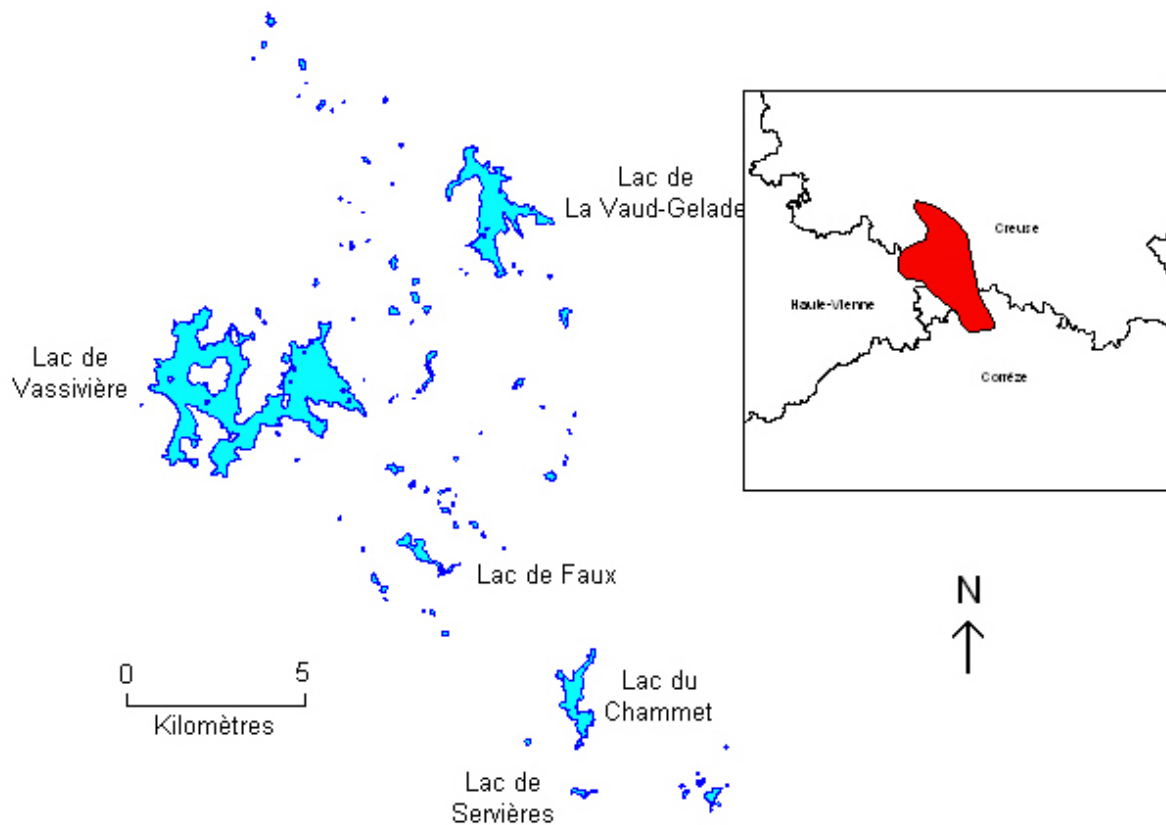 Lac de
La Vaud-Gelade
Creuse
Haute-Vienne
Corrèze
Lac de
Vassivière
Lac de Faux
N
0 5
Kilomètres
Lac du
Chammet
Lac de
Servières